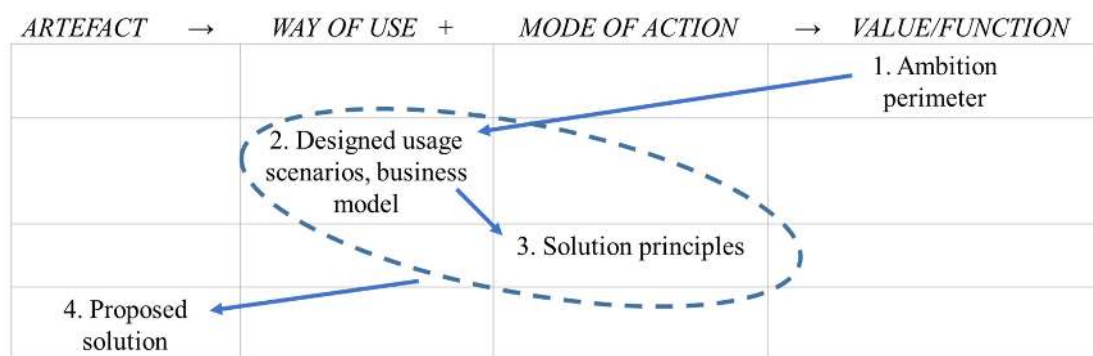 ARTEFACT → WAY OF USE + MODE OF ACTION → VALUE/FUNCTION
1. Ambition
perimeter
2. Designed usage
scenarios, business
model
3. Solution principles
4. Proposed
solution